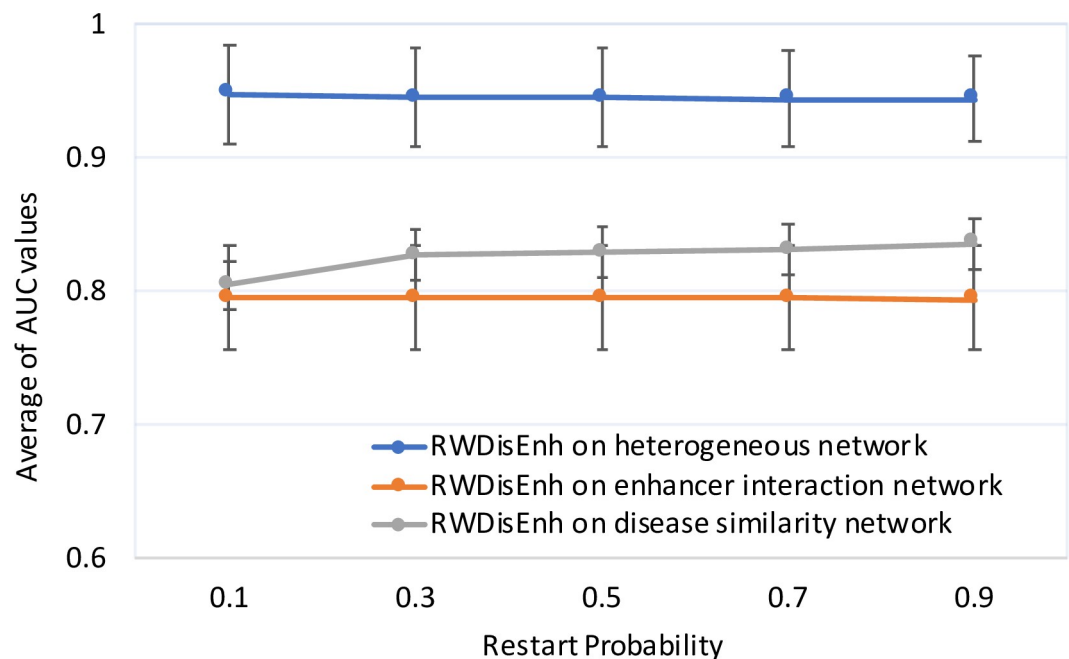 1
0.9
0.8
0.7
0.6
Average of AUC values
RWDisEnh on heterogeneous network
RWDisEnh on enhancer interaction network
RWDisEnh on disease similarity network
0.1 0.3 0.5 0.7 0.9
Restart Probability